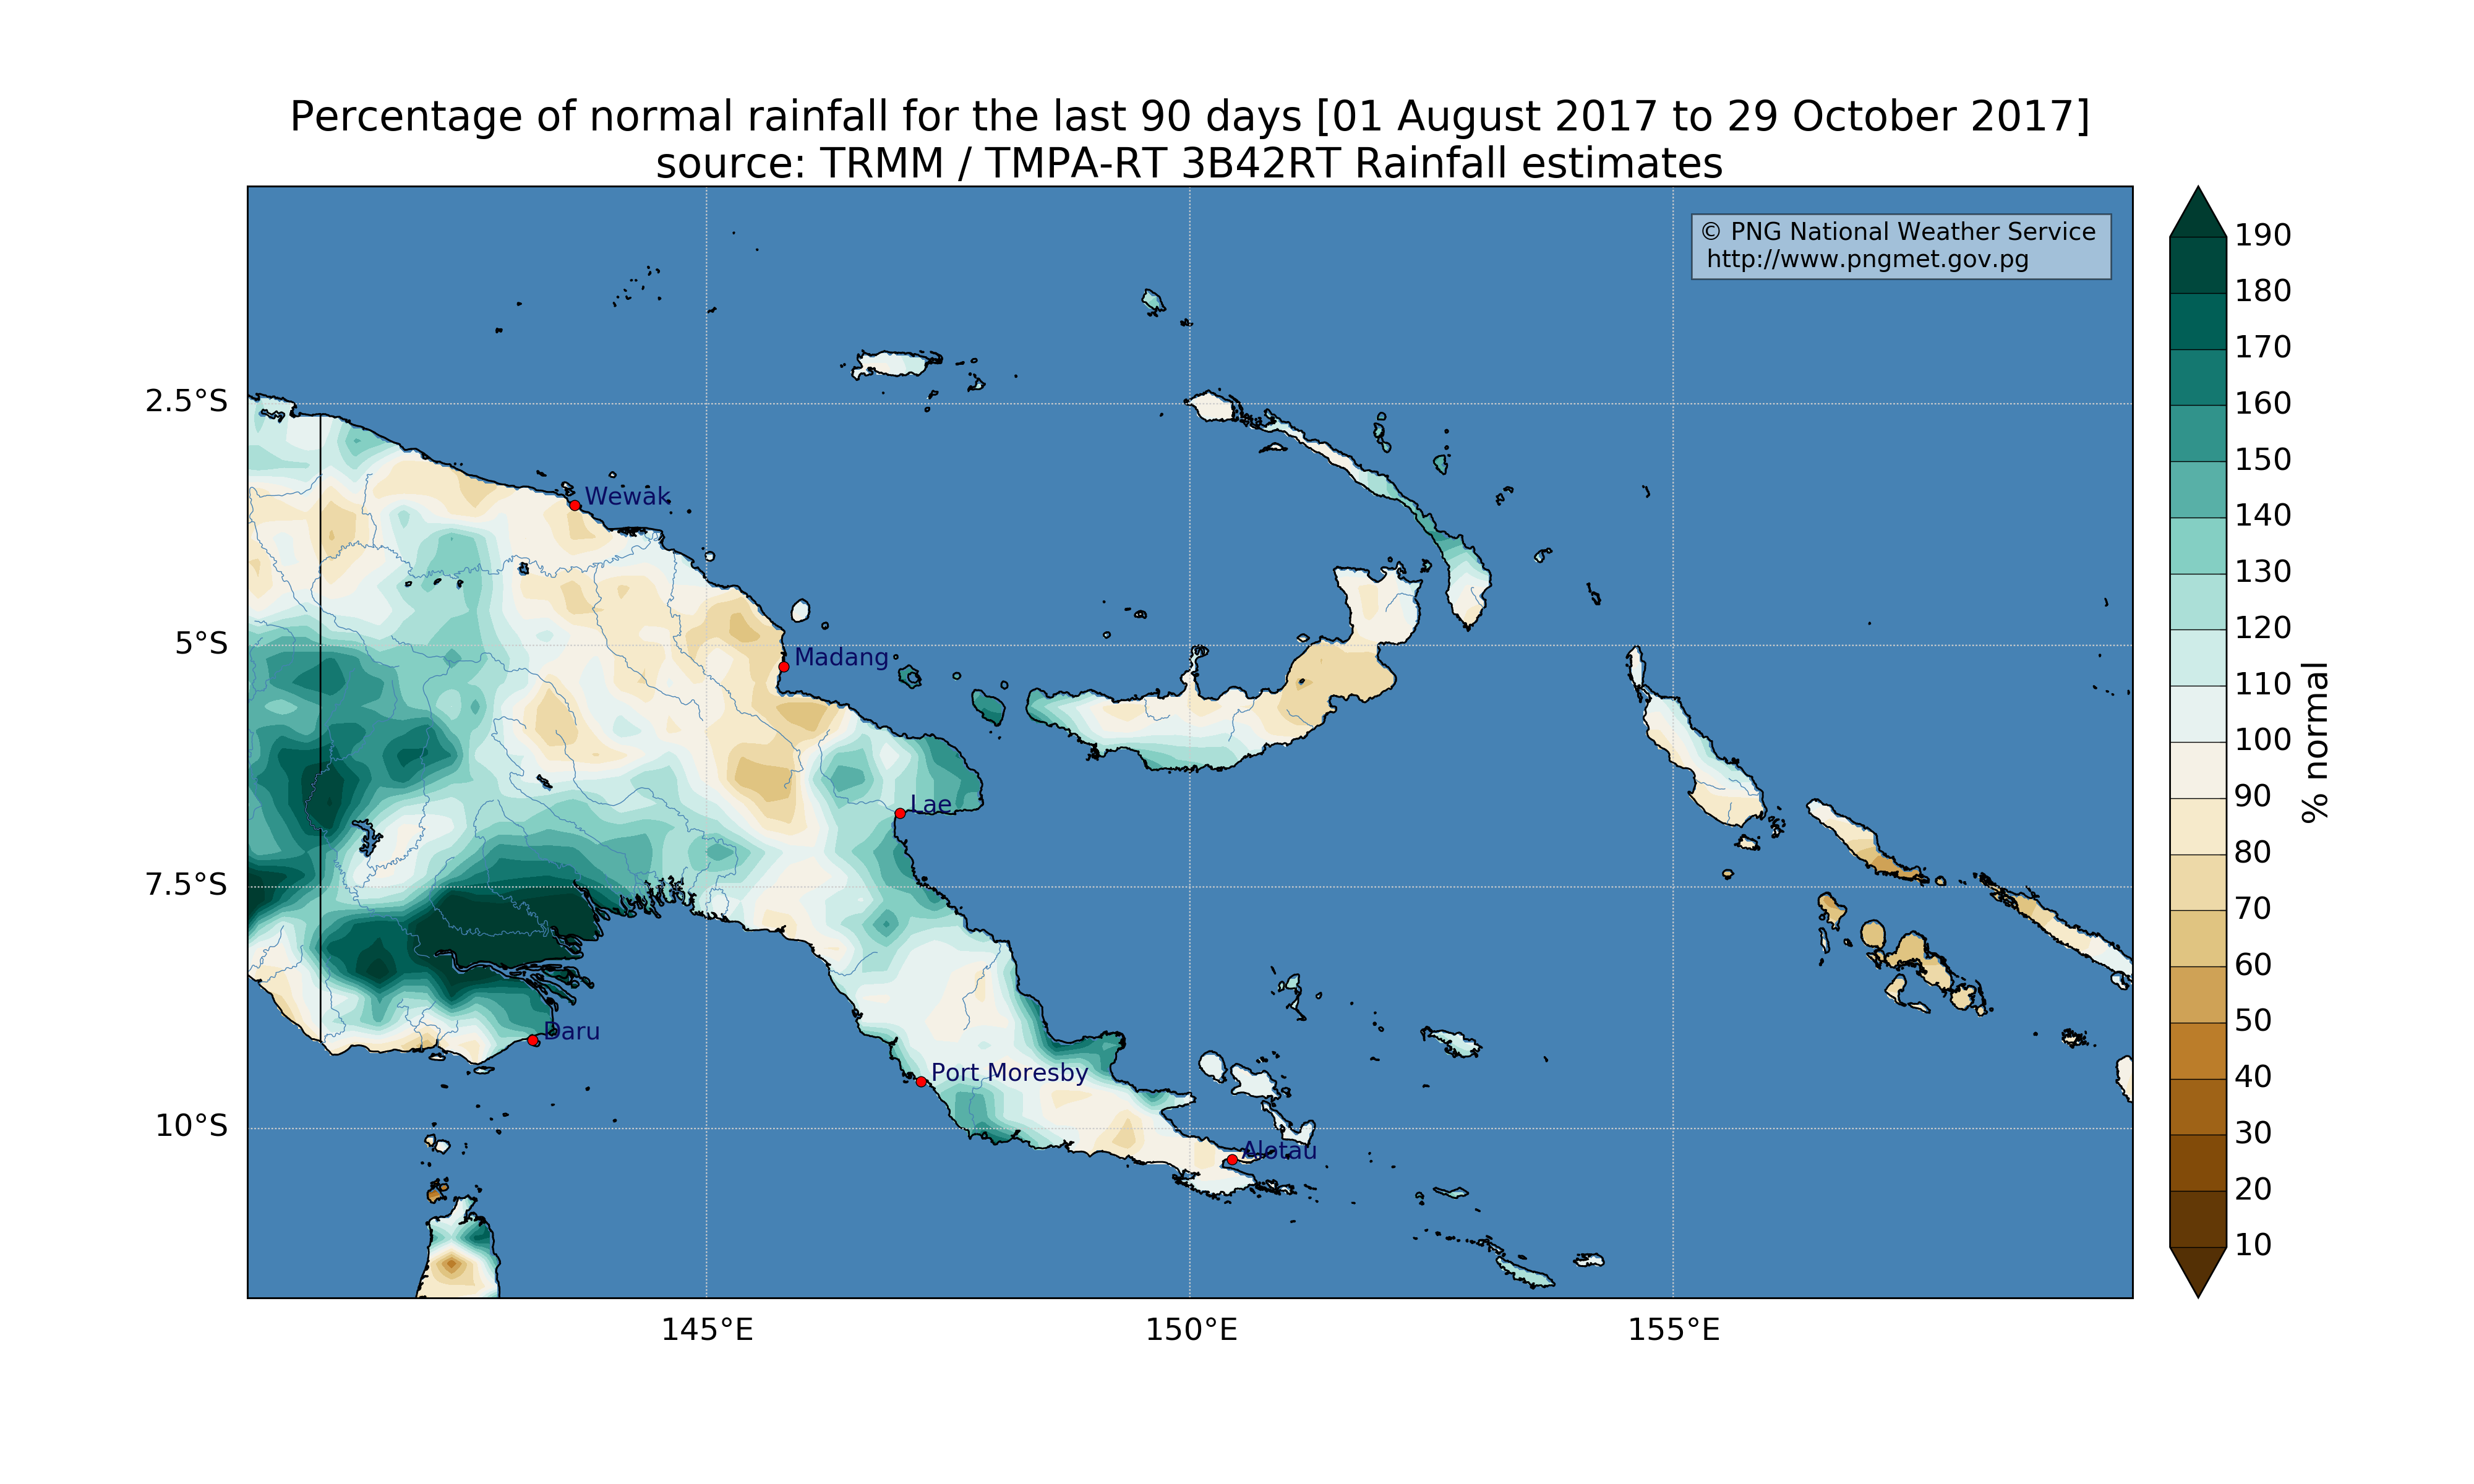 Percentage of normal rainfall for the last 90 days [01 August 2017 to 29 October 2017]
source: TRMM / TMPA-RT 3B42RT Rainfall estimates
© PNG National Weather Service
http://www.pngmet.gov.pg
2.5°S
5°S
7.5°S
10°S
145°E
150°E
155°E
Wewak
Madang
Lae
Daru
Port Moresby
Alotau
190
180
170
160
150
140
130
120
110
100
90
80
70
60
50
40
30
20
10
% normal